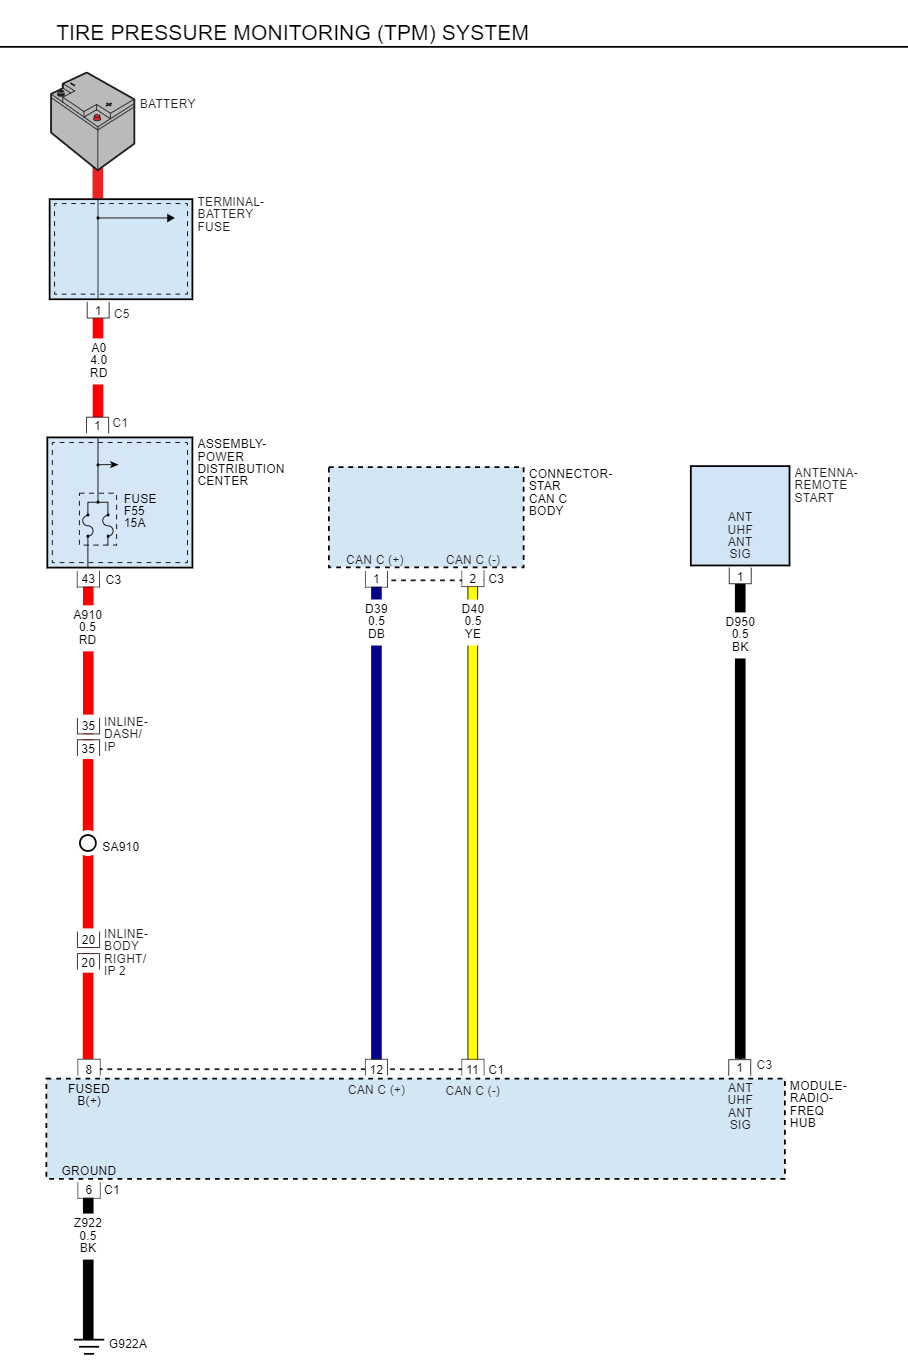 TIRE PRESSURE MONITORING (TPM) SYSTEM
BATTERY
TERMINAL-
BATTERY
FUSE
1
C5
A0
4.0
RD
1
C1
ASSEMBLY-
POWER
DISTRIBUTION
CENTER
FUSE
F55
15A
43
C3
A910
0.5
RD
35
35
INLINE-
DASH/
IP
SA910
20
20
INLINE-
BODY
RIGHT/
IP 2
CONNECTOR-
STAR
CAN C
BODY
CAN C (+)
CAN C (-)
1
2
C3
D39
0.5
DB
D40
0.5
YE
ANTENNA-
REMOTE
START
ANT
UHF
ANT
SIG
1
D950
0.5
BK
8
12
11
C1
1
C3
FUSED
B(+)
CAN C (+)
CAN C (-)
ANT
UHF
ANT
SIG
MODULE-
RADIO-
FREQ
HUB
GROUND
6
C1
Z922
0.5
BK
G922A